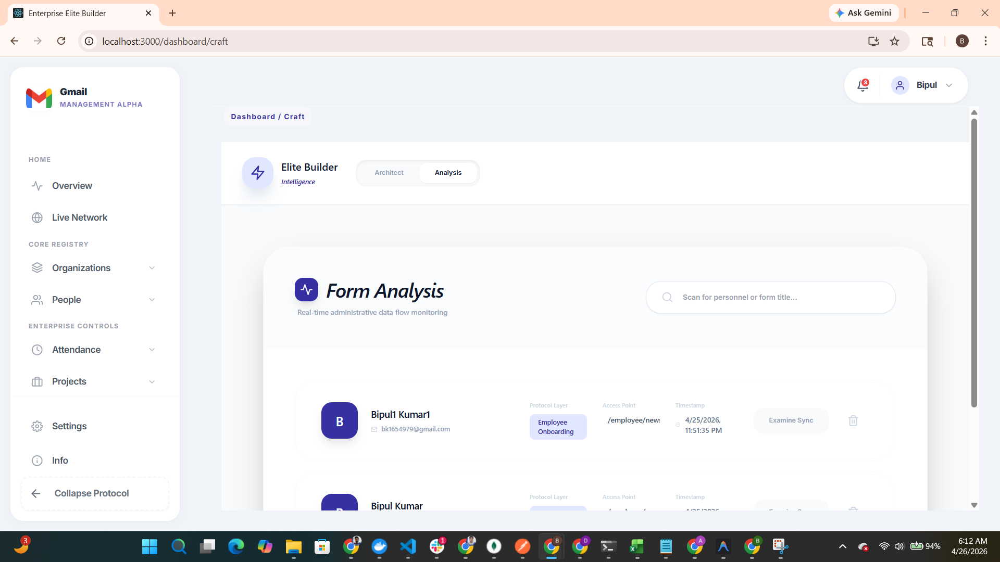 Enterprise Elite Builder
Ask Gemini
localhost:3000/dashboard/craft
B
Gmail
MANAGEMENT ALPHA
3
Bipul
Dashboard / Craft
HOME
Overview
Live Network
CORE REGISTRY
Organizations
People
ENTERPRISE CONTROLS
Attendance
Projects
Settings
Info
Collapse Protocol
Elite Builder
Intelligence
Architect
Analysis
Form Analysis
Real-time administrative data flow monitoring
Scan for personnel or form title...
B
Bipul1 Kumar1
bk1654979@gmail.com
Protocol Layer
Employee
Onboarding
Access Point
/employee/news
Timestamp
4/25/2026,
11:51:35 PM
Examine Sync
Bipul Kumar
Protocol Layer
Access Point
Timestamp
3
1
B
D
A
B
94%
6:12 AM
4/26/2026